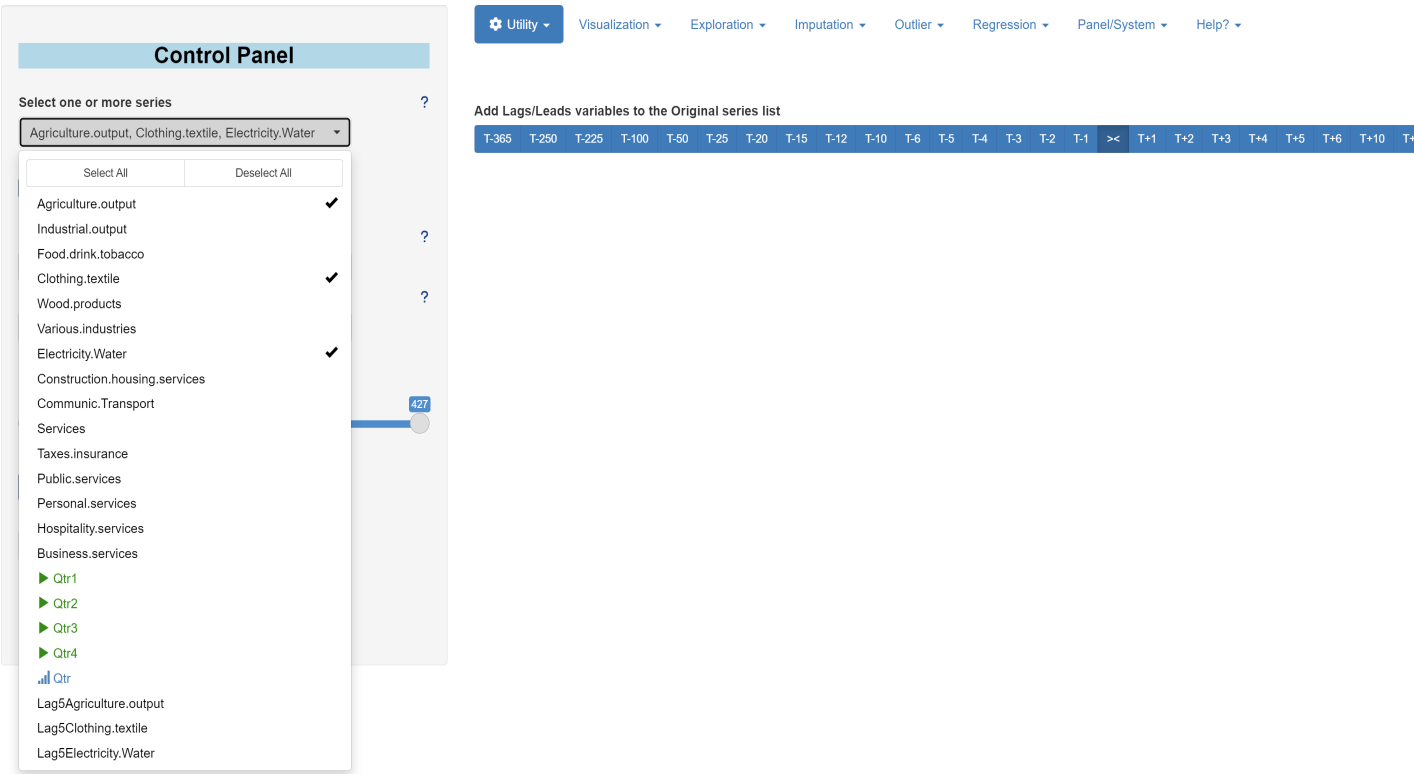 Utility Visualization Exploration Imputation Outlier Regression Panel/System Help?
Control Panel
Select one or more series ?
Agriculture.output, Clothing.textile, Electricity.Water
Select All Deselect All
Agriculture.output
Industrial.output
Food.drink.tobacco
Clothing.textile
Wood.products
Various.industries
Electricity.Water
Construction.housing.services
Communic.Transport
Services
Taxes.insurance
Public.services
Personal.services
Hospitality.services
Business.services
Qtr1
Qtr2
Qtr3
Qtr4
Qtr
Lag5Agriculture.output
Lag5Clothing.textile
Lag5Electricity.Water
?
?
427
Add Lags/Leads variables to the Original series list
T-365 T-250 T-225 T-100 T-50 T-25 T-20 T-15 T-12 T-10 T-6 T-5 T-4 T-3 T-2 T-1 >< T+1 T+2 T+3 T+4 T+5 T+6 T+10